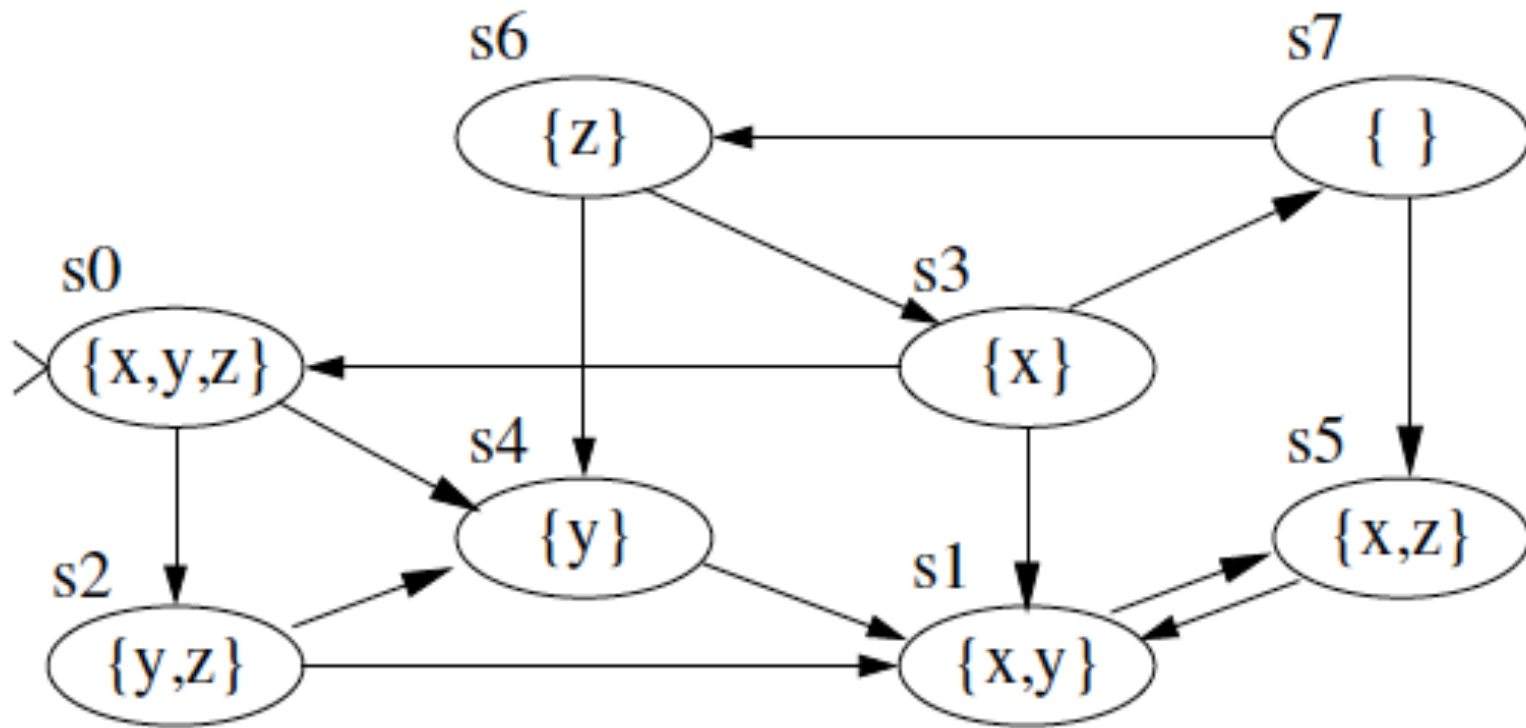 s6
s7
{z}
{ }
s0
s3
{x,y,z}
{x}
s4
s5
{y}
{x,z}
s2
s1
{y,z}
{x,y}